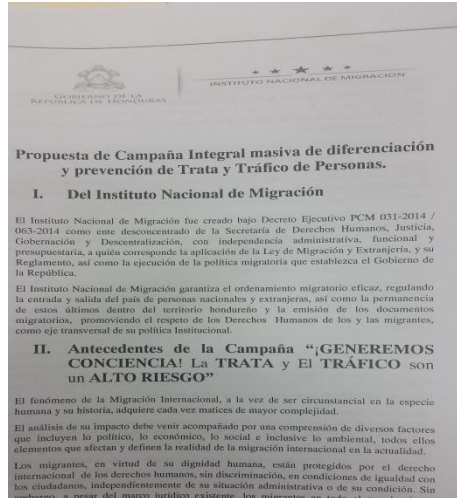 GOBIERNO DE LA
REPÚBLICA DE HONDURAS
INSTITUTO NACIONAL DE MIGRACIÓN
Propuesta de Campaña Integral masiva de diferenciación
y prevención de Trata y Tráfico de Personas.
I. Del Instituto Nacional de Migración
El Instituto Nacional de Migración fue creado bajo Decreto Ejecutivo PCM 031-2014 /
063-2014 como ente desconcentrado de la Secretaría de Derechos Humanos, Justicia,
Gobernación y Descentralización, con independencia administrativa, funcional y
presupuestaria, a quién corresponde la aplicación de la Ley de Migración y Extranjería, y su
Reglamento, así como la ejecución de la política migratoria que establezca el Gobierno de
la República.
El Instituto Nacional de Migración garantiza el ordenamiento migratorio eficaz, regulando
la entrada y salida del país de personas nacionales y extranjeras, así como la permanencia
de estos últimos dentro del territorio hondureño y la emisión de los documentos
migratorios, promoviendo el respeto de los Derechos Humanos de los y las migrantes,
como eje transversal de su política Institucional.
II. Antecedentes de la Campaña “¡GENEREMOS
CONCIENCIA! La TRATA y El TRÁFICO son
un ALTO RIESGO”
El fenómeno de la Migración Internacional, a la vez de ser circunstancial en la especie
humana y su historia, adquiere cada vez matices de mayor complejidad.
El análisis de su impacto debe venir acompañado por una comprensión de diversos factores
que incluyen lo político, lo económico, lo social e inclusive lo ambiental, todos ellos
elementos que afectan y definen la realidad de la migración internacional en la actualidad.
Los migrantes, en virtud de su dignidad humana, están protegidos por el derecho
internacional de los derechos humanos, sin discriminación, en condiciones de igualdad con
los ciudadanos, independientemente de su situación administrativa o de su condición. Sin
embargo, a pesar del marco jurídico existente, los migrantes en todo el